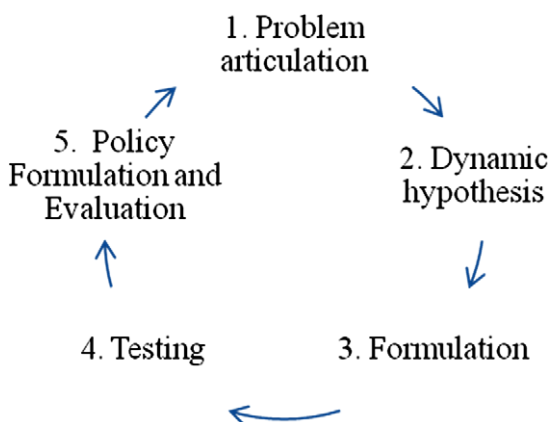 1. Problem
articulation
2. Dynamic
hypothesis
3. Formulation
4. Testing
5. Policy
Formulation and
Evaluation